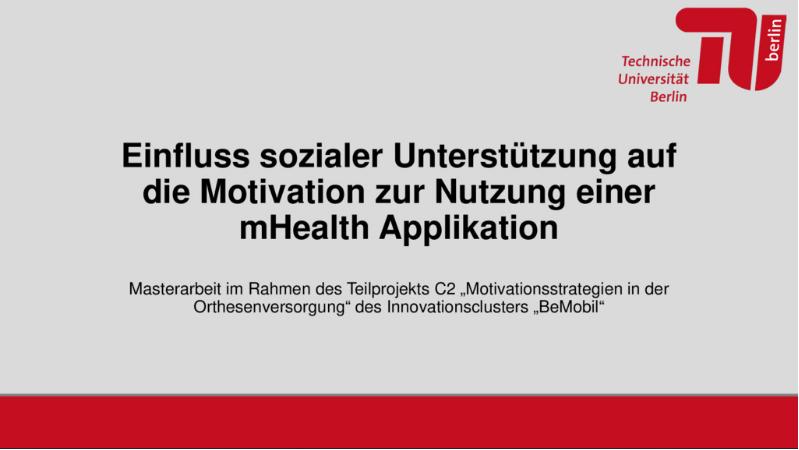 Technische
Universität
Berlin
berlin
Einfluss sozialer Unterstützung auf
die Motivation zur Nutzung einer
mHealth Applikation
Masterarbeit im Rahmen des Teilprojekts C2 „Motivationsstrategien in der
Orthesenversorgung“ des Innovationsclusters „BeMobil“